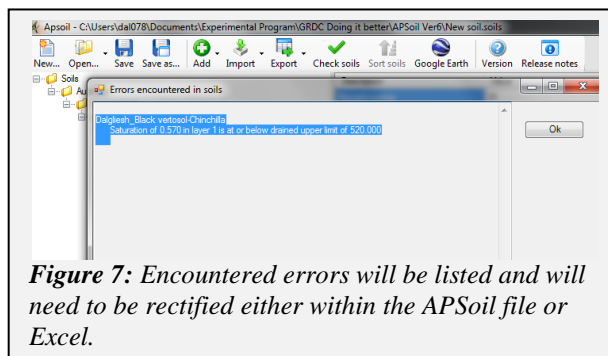 Apsoil - C:\Users\dal078\Documents\Experimental Program\GRDC Doing it better\APSoil Ver6\New soil.soils
New... Open... Save Save as... Add Import Export Check soils Sort soils Google Earth Version Release notes
Soils
Au
Errors encountered in soils
Dalgliesh_Black vertosol-Chinchilla
Saturation of 0.570 in layer 1 is at or below drained upper limit of 520.000
Ok
Figure 7: Encountered errors will be listed and will
need to be rectified either within the APSoil file or
Excel.